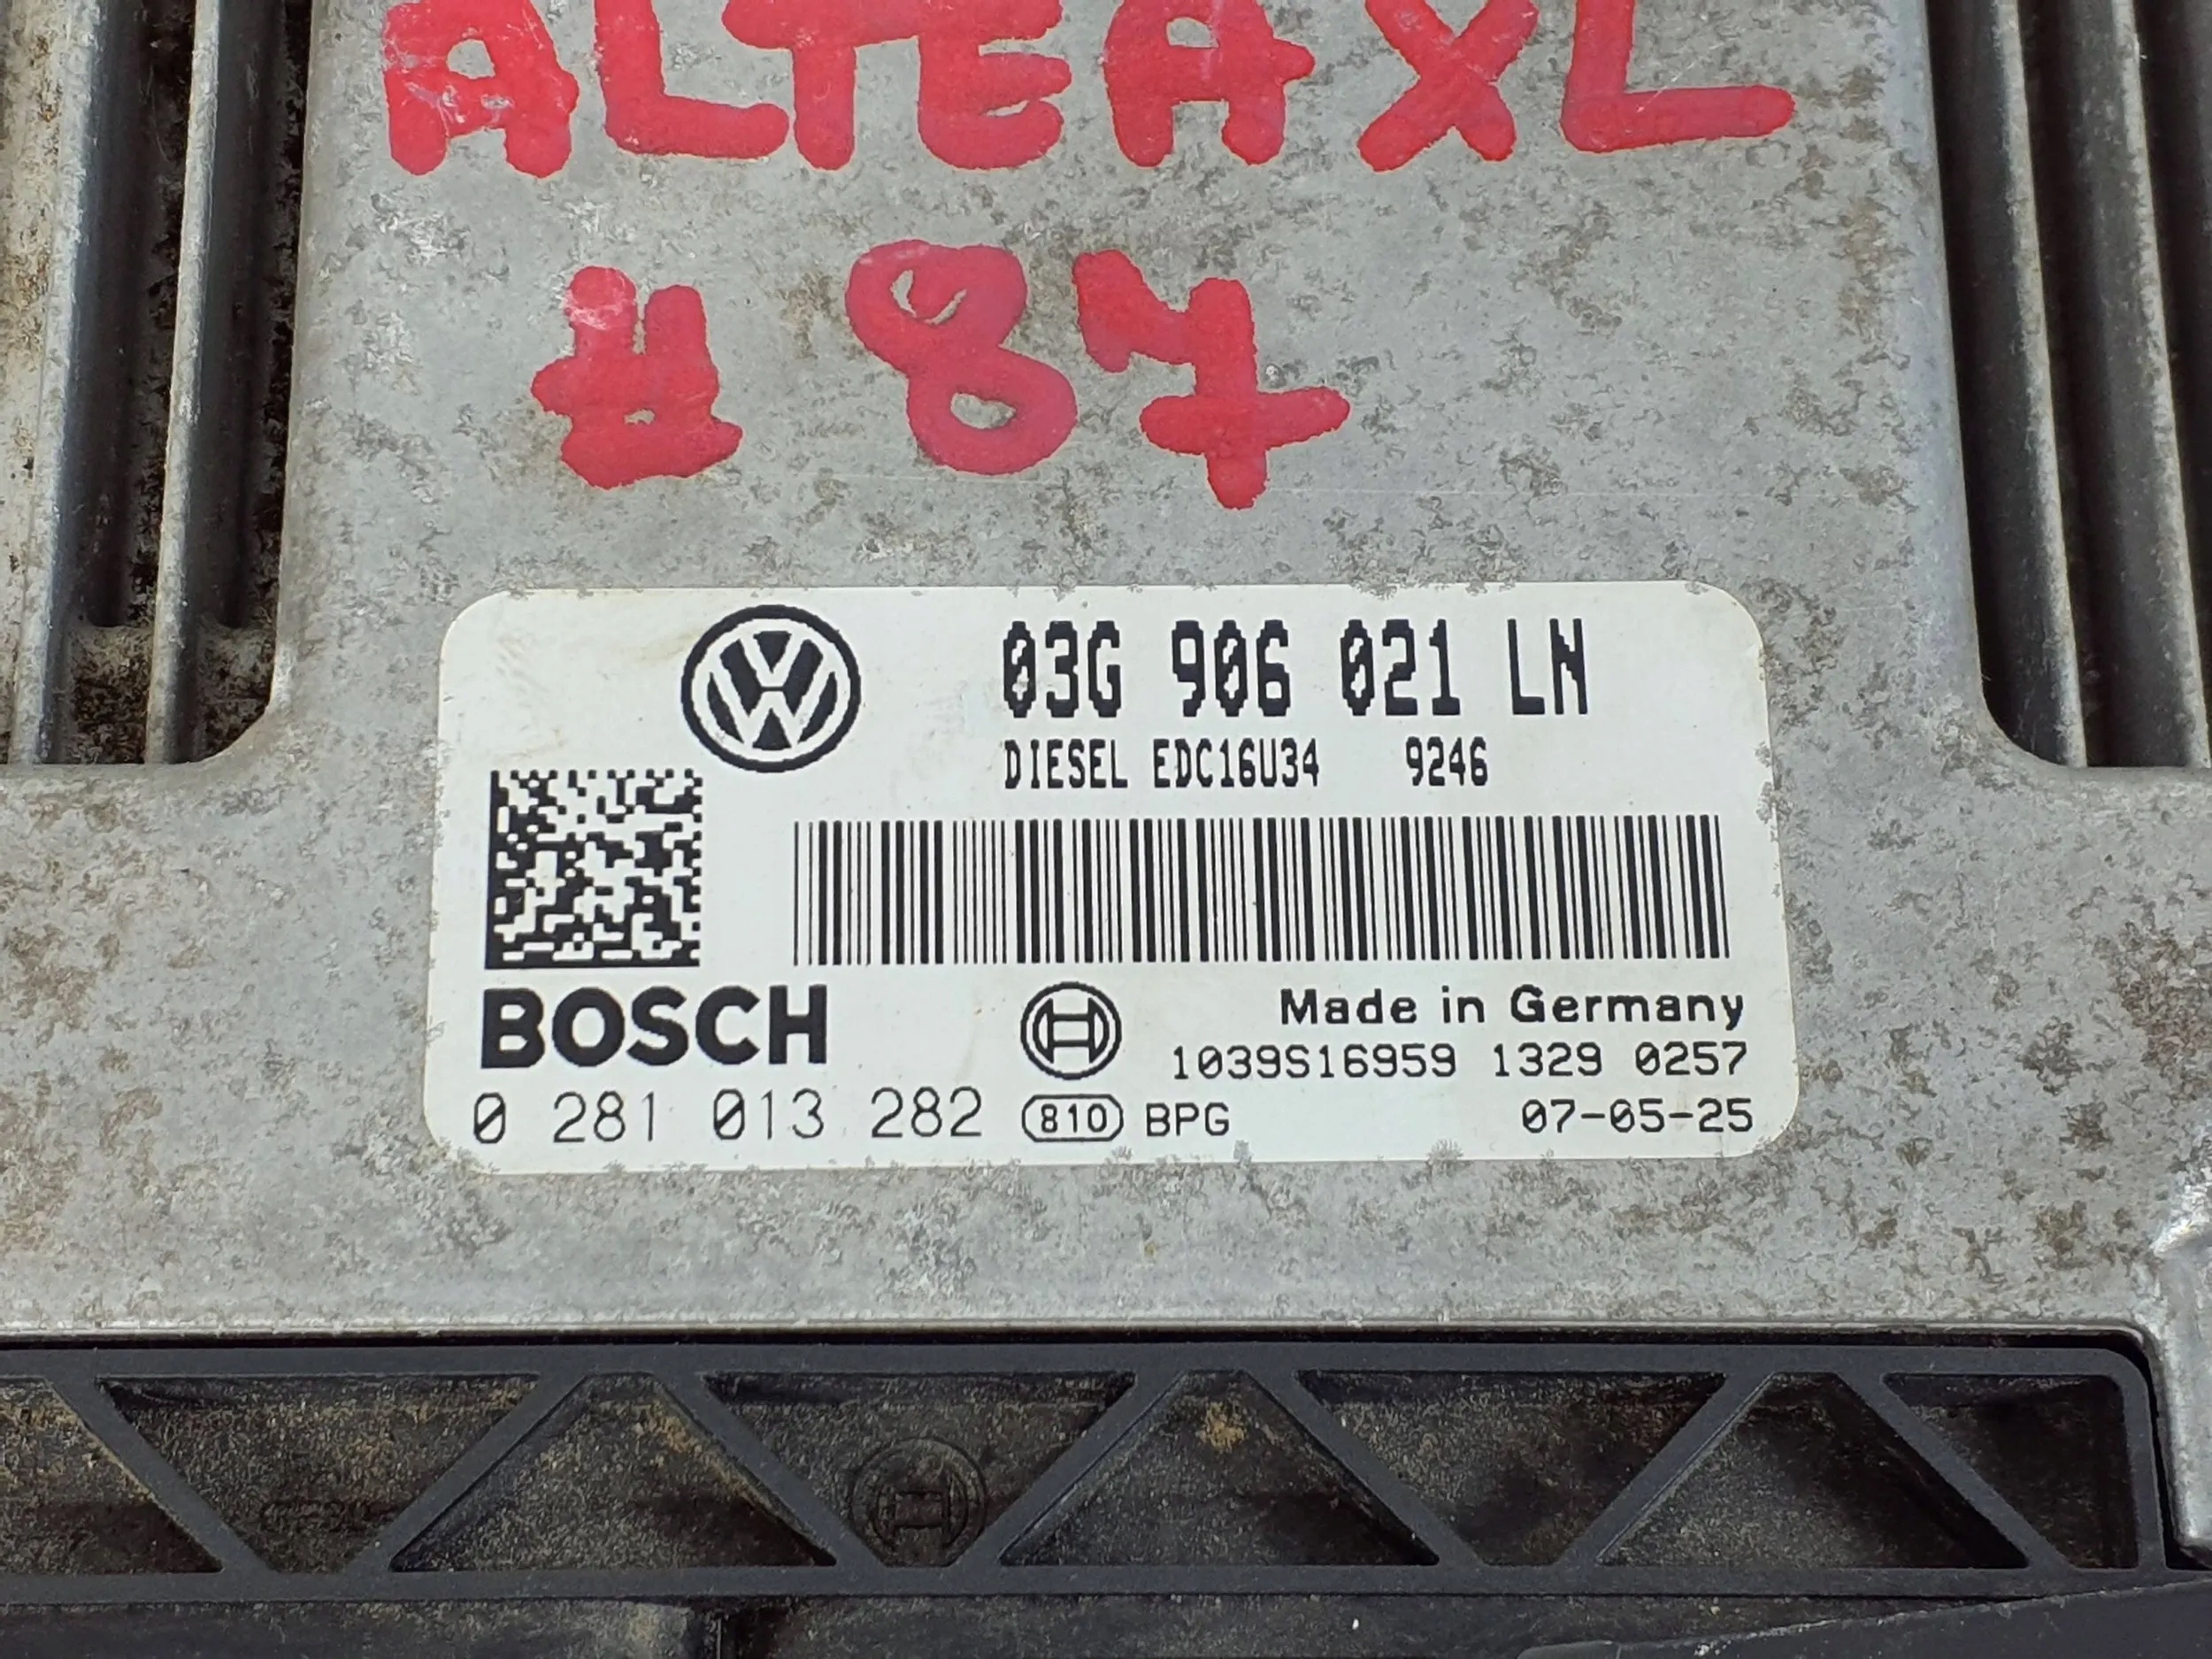 ALTEA XL
# 87
03G 906 021 LN
DIESEL EDC16U34 9246
BOSCH
Made in Germany
1039S16959 1329 0257
0 281 013 282 810 BPG 07-05-25